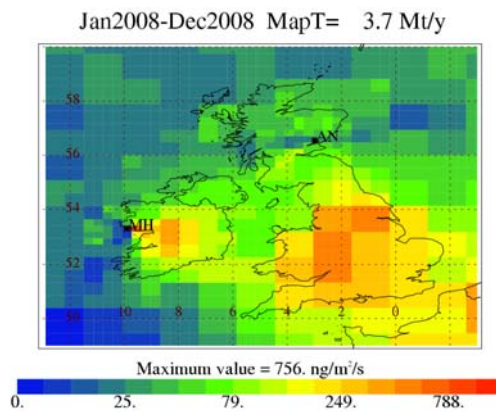 Jan2008-Dec2008 MapT= 3.7 Mt/y
58
AN
56
54
MH
52
50
10 8 6 4 2 0
Maximum value = 756. ng/m²/s
0. 25. 79. 249. 788.